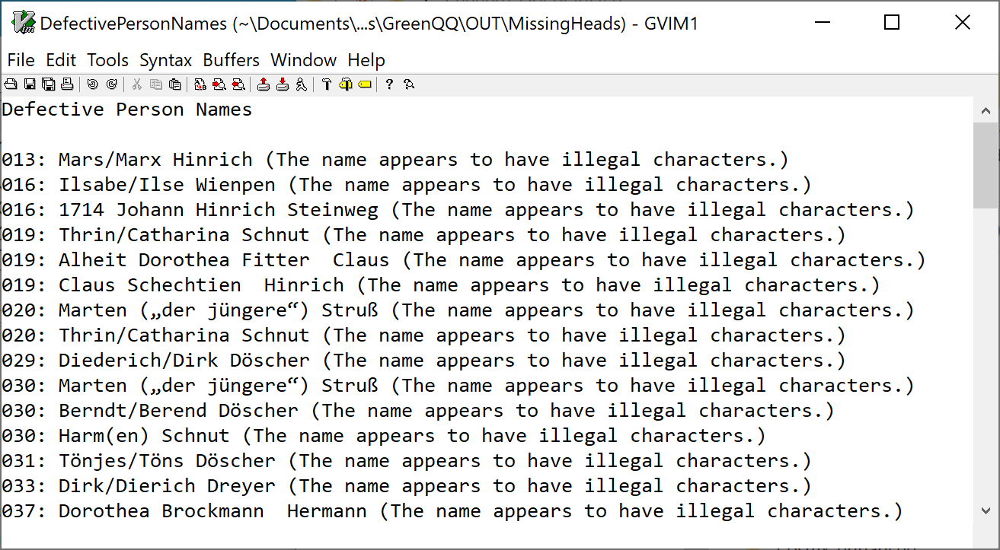 DefectivePersonNames (~\Documents\...s\GreenQQ\OUT\MissingHeads) - GVIM1
File Edit Tools Syntax Buffers Window Help
Defective Person Names
013: Mars/Marx Hinrich (The name appears to have illegal characters.)
016: Ilsabe/Ilse Wienpen (The name appears to have illegal characters.)
016: 1714 Johann Hinrich Steinweg (The name appears to have illegal characters.)
019: Thrin/Catharina Schnut (The name appears to have illegal characters.)
019: Alheit Dorothea Fitter  Claus (The name appears to have illegal characters.)
019: Claus Schechtien  Hinrich (The name appears to have illegal characters.)
020: Marten („der jüngere“) Struß (The name appears to have illegal characters.)
020: Thrin/Catharina Schnut (The name appears to have illegal characters.)
029: Diederich/Dirk Döscher (The name appears to have illegal characters.)
030: Marten („der jüngere“) Struß (The name appears to have illegal characters.)
030: Berndt/Berend Döscher (The name appears to have illegal characters.)
030: Harm(en) Schnut (The name appears to have illegal characters.)
031: Tönjes/Töns Döscher (The name appears to have illegal characters.)
033: Dirk/Dierich Dreyer (The name appears to have illegal characters.)
037: Dorothea Brockmann  Hermann (The name appears to have illegal characters.)